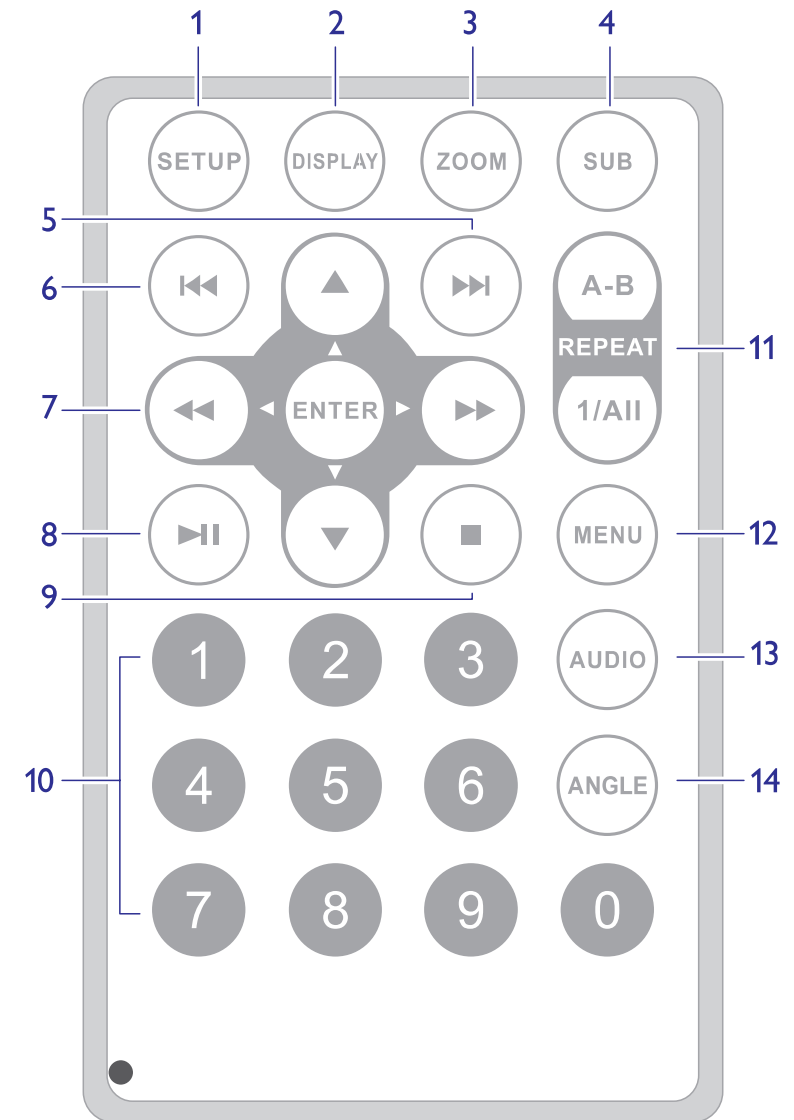 1 2 3 4
SETUP DISPLAY ZOOM SUB
5
6 A-B
REPEAT 11
7 ENTER 1/All
8 MENU 12
9
1 2 3 AUDIO 13
10 4 5 6 ANGLE 14
7 8 9 0